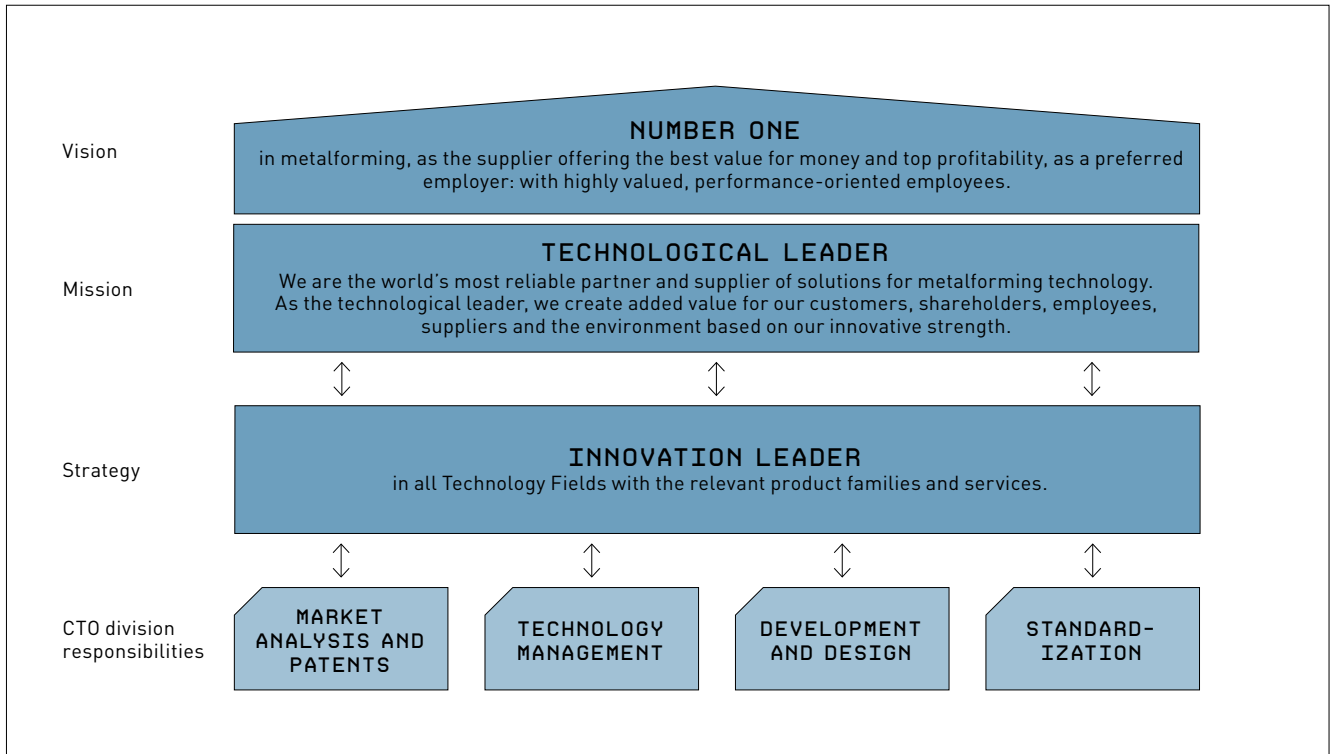 Vision
NUMBER ONE
in metalforming, as the supplier offering the best value for money and top profitability, as a preferred
employer: with highly valued, performance-oriented employees.
Mission
TECHNOLOGICAL LEADER
We are the world’s most reliable partner and supplier of solutions for metalforming technology.
As the technological leader, we create added value for our customers, shareholders, employees,
suppliers and the environment based on our innovative strength.
Strategy
INNOVATION LEADER
in all Technology Fields with the relevant product families and services.
CTO division
responsibilities
MARKET
ANALYSIS AND
PATENTS
TECHNOLOGY
MANAGEMENT
DEVELOPMENT
AND DESIGN
STANDARD-
IZATION